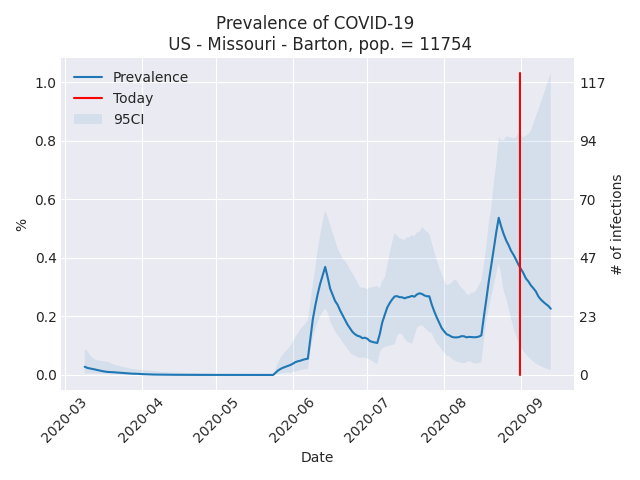 Prevalence of COVID-19
US - Missouri - Barton, pop. = 11754
Prevalence
Today
95CI
1.0
0.8
0.6
0.4
0.2
0.0
%
117
94
70
47
23
0
# of infections
2020-03
2020-04
2020-05
2020-06
2020-07
2020-08
2020-09
Date